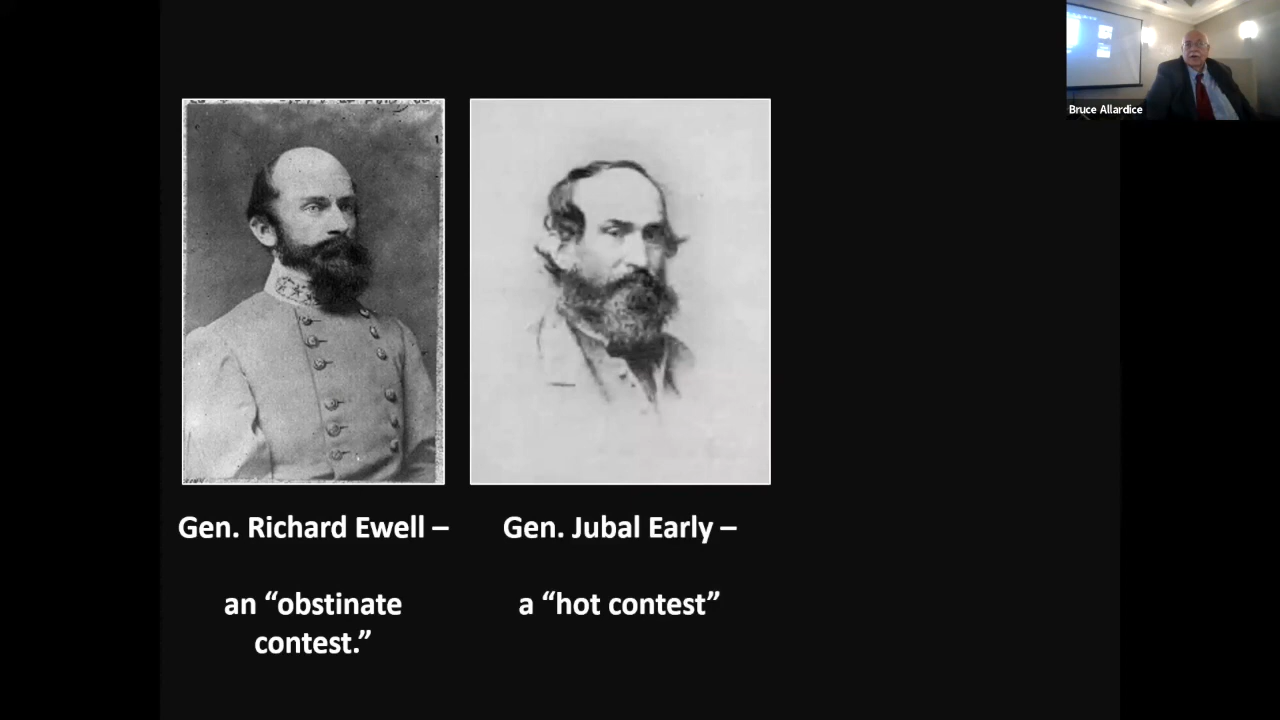 Bruce Allardice
Gen. Richard Ewell –
an “obstinate
contest.”
Gen. Jubal Early –
a “hot contest”